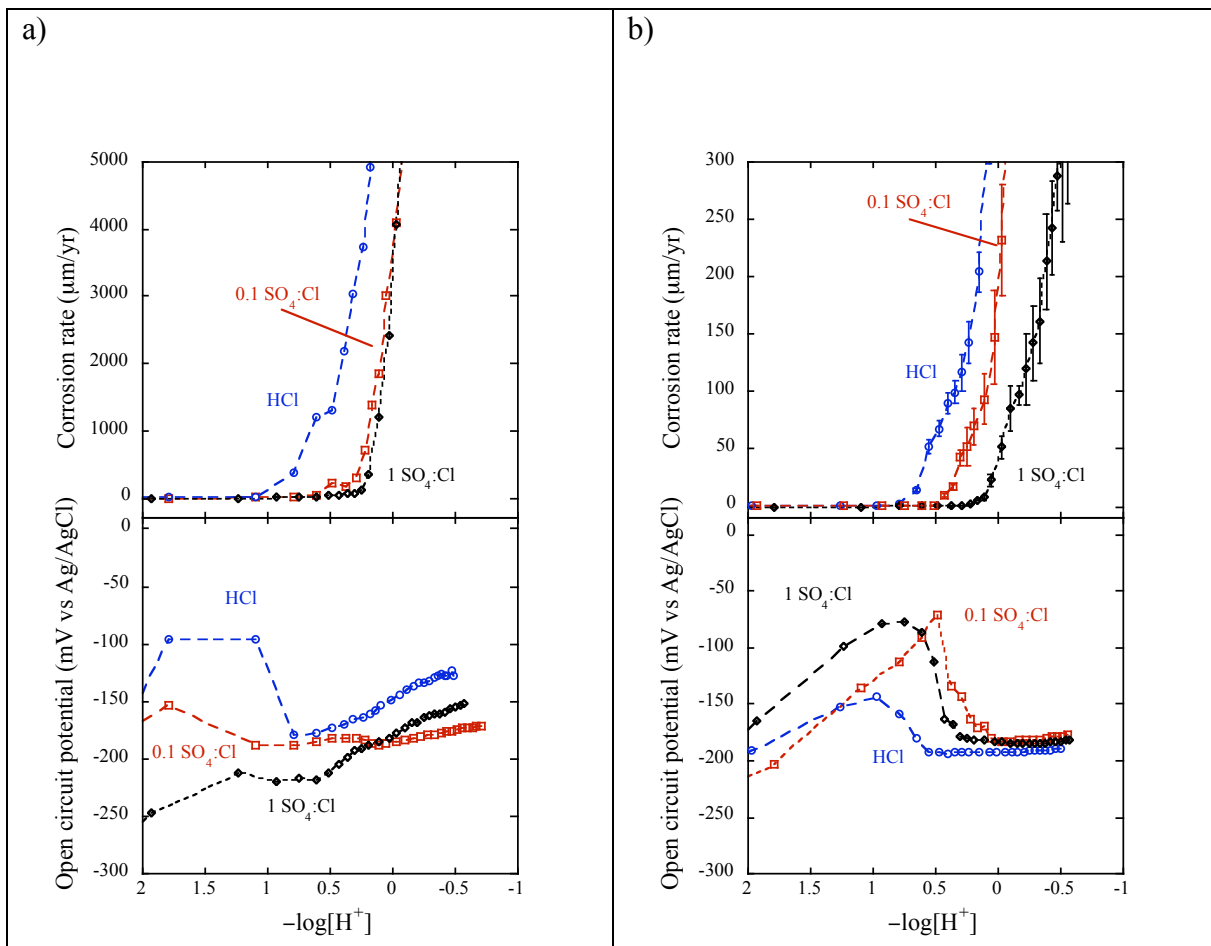 a)
5000
4000
3000
2000
1000
0
Corrosion rate (μm/yr)
0.1 SO4:Cl
HCl
1 SO4:Cl
0
-50
-100
-150
-200
-250
-300
Open circuit potential (mV vs Ag/AgCl)
HCl
0.1 SO4:Cl
1 SO4:Cl
2 1.5 1 0.5 0 -0.5 -1
−log[H+]
b)
300
250
200
150
100
50
0
Corrosion rate (μm/yr)
0.1 SO4:Cl
HCl
1 SO4:Cl
0
-50
-100
-150
-200
-250
-300
Open circuit potential (mV vs Ag/AgCl)
1 SO4:Cl
0.1 SO4:Cl
HCl
2 1.5 1 0.5 0 -0.5 -1
−log[H+]